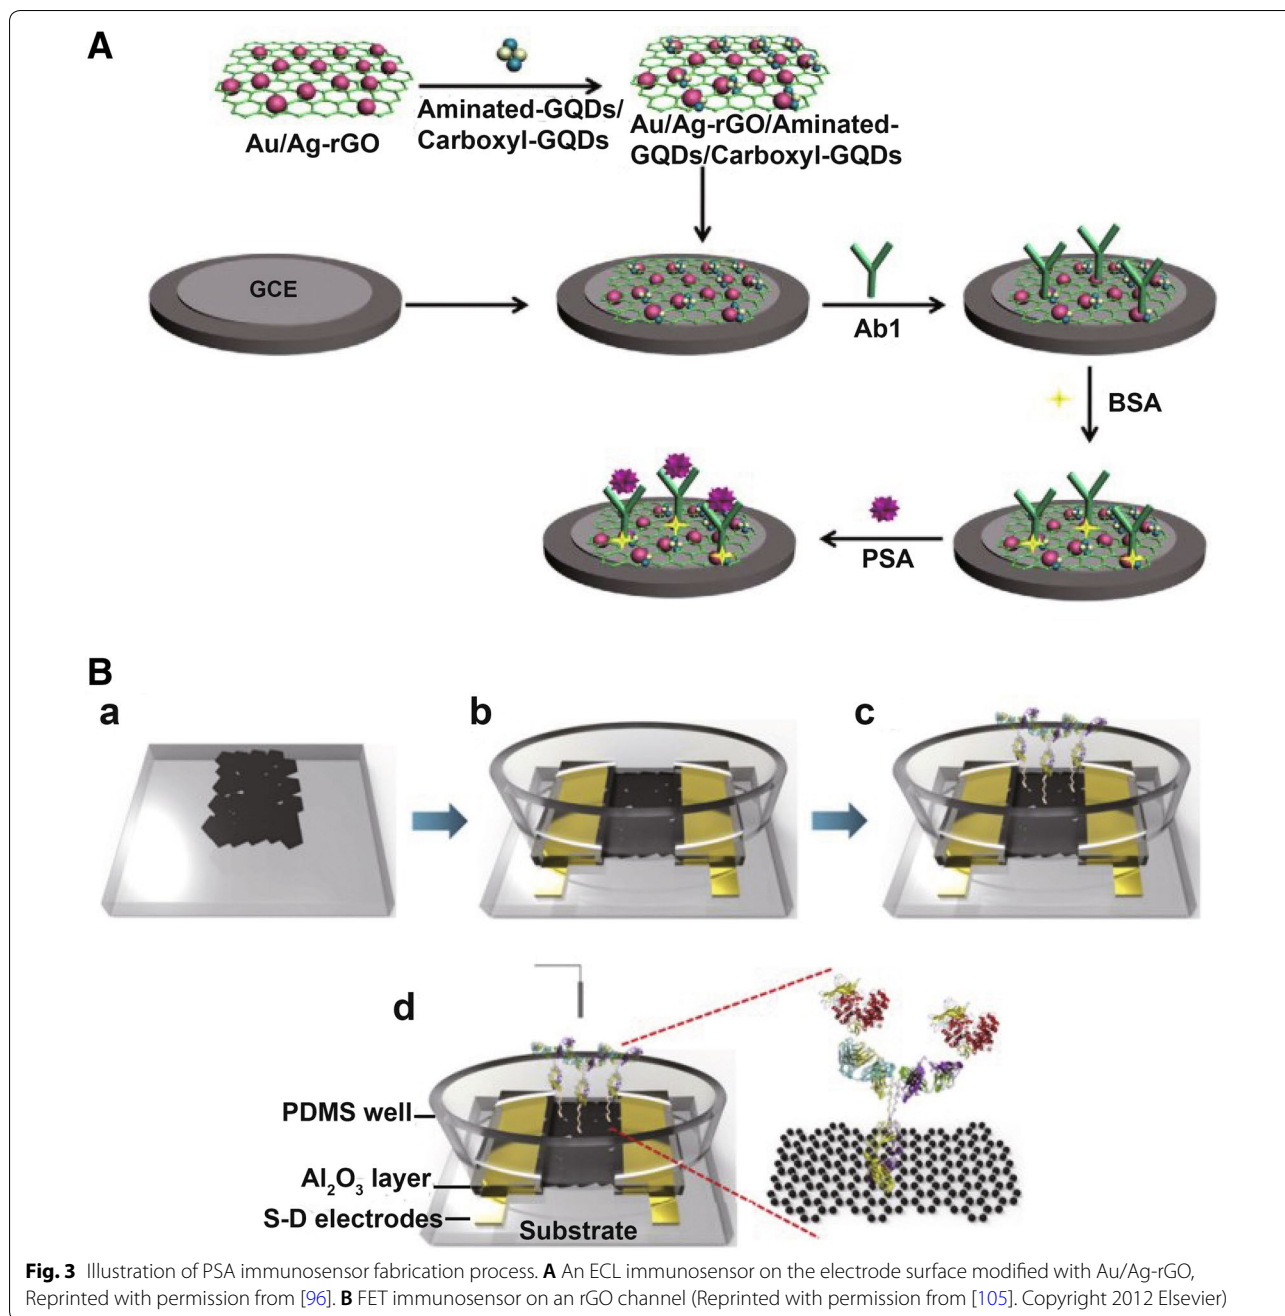 A
Au/Ag-rGO
Aminated-GQDs/
Carboxyl-GQDs
Au/Ag-rGO/Aminated-
GQDs/Carboxyl-GQDs
GCE
Ab1
BSA
PSA
B
a
b
c
d
PDMS well
Al₂O₃ layer
S-D electrodes
Substrate
Fig. 3 Illustration of PSA immunosensor fabrication process. A An ECL immunosensor on the electrode surface modified with Au/Ag-rGO,
Reprinted with permission from [96]. B FET immunosensor on an rGO channel (Reprinted with permission from [105]. Copyright 2012 Elsevier)